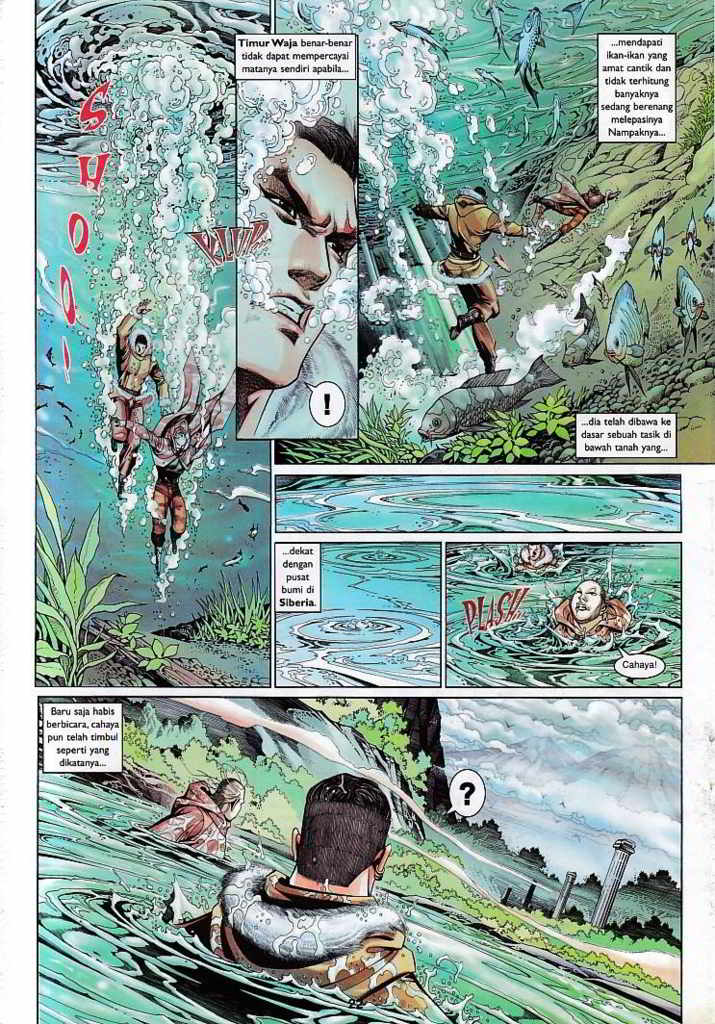 SHOOO!
Timur Waja benar-benar
tidak dapat mempercayai
matanya sendiri apabila...
...mendapati
ikan-ikan yang
amat cantik dan
tidak terhitung
banyaknya
sedang berenang
melepasinya
Nampaknya...
!
...dia telah dibawa ke
dasar sebuah tasik di
bawah tanah yang...
...dekat
dengan
pusat
bumi di
Siberia.
Cahaya!
Baru saja habis
berbicara, cahaya
pun telah timbul
seperti yang
dikatanya...
?